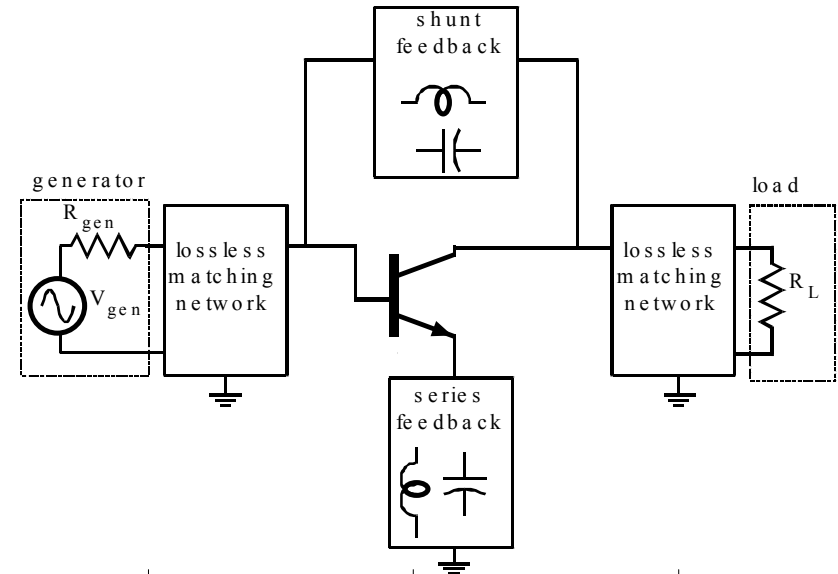 shunt
feedback
generator
R gen
V gen
lossless
matching
network
lossless
matching
network
load
R L
series
feedback